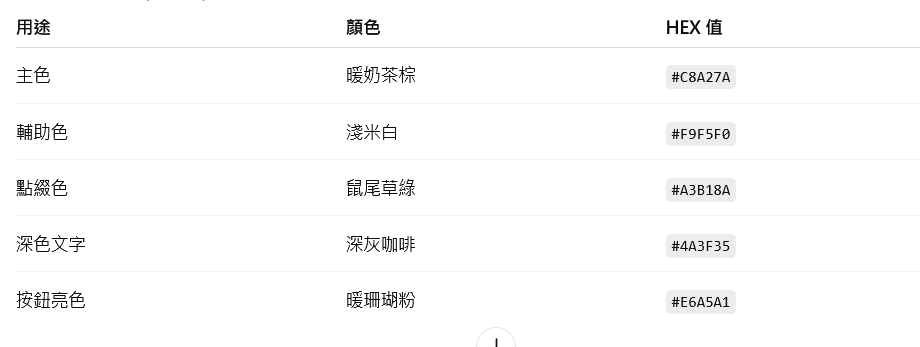 用途 顏色 HEX 值
主色 暖奶茶棕 #C8A27A
輔助色 淺米白 #F9F5F0
點綴色 鼠尾草綠 #A3B18A
深色文字 深灰咖啡 #4A3F35
按鈕亮色 暖珊瑚粉 #E6A5A1